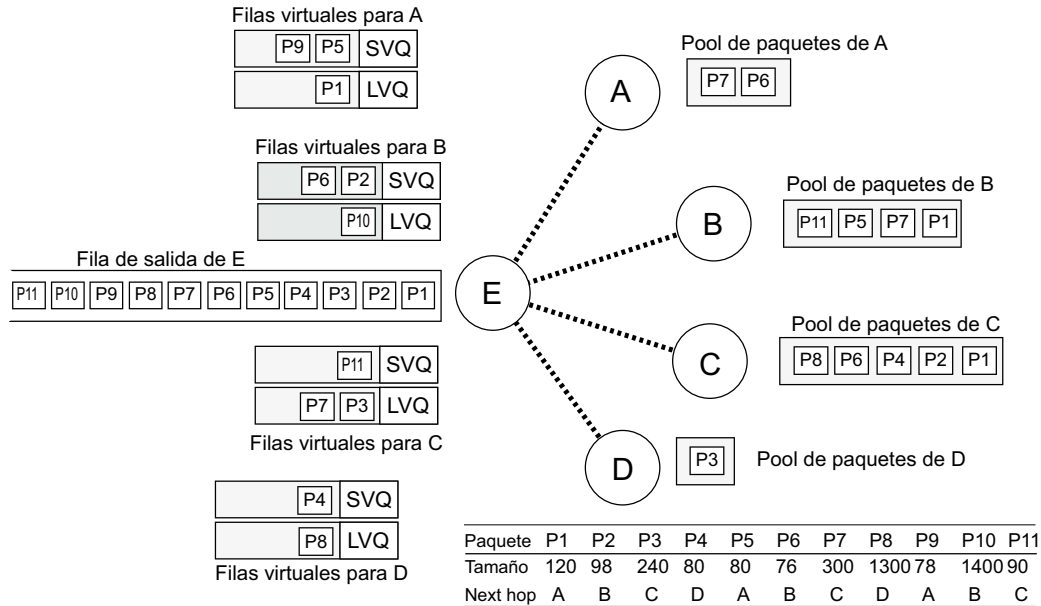 Filas virtuales para A
P9 P5 SVQ
P1 LVQ
Filas virtuales para B
P6 P2 SVQ
P10 LVQ
Fila de salida de E
P11 P10 P9 P8 P7 P6 P5 P4 P3 P2 P1
P11 SVQ
P7 P3 LVQ
Filas virtuales para C
P4 SVQ
P8 LVQ
Filas virtuales para D
E
A
Pool de paquetes de A
P7 P6
B
Pool de paquetes de B
P11 P5 P7 P1
C
Pool de paquetes de C
P8 P6 P4 P2 P1
D
P3
Pool de paquetes de D
Paquete P1 P2 P3 P4 P5 P6 P7 P8 P9 P10 P11
Tamaño 120 98 240 80 80 76 300 1300 78 1400 90
Next hop A B C D A B C D A B C